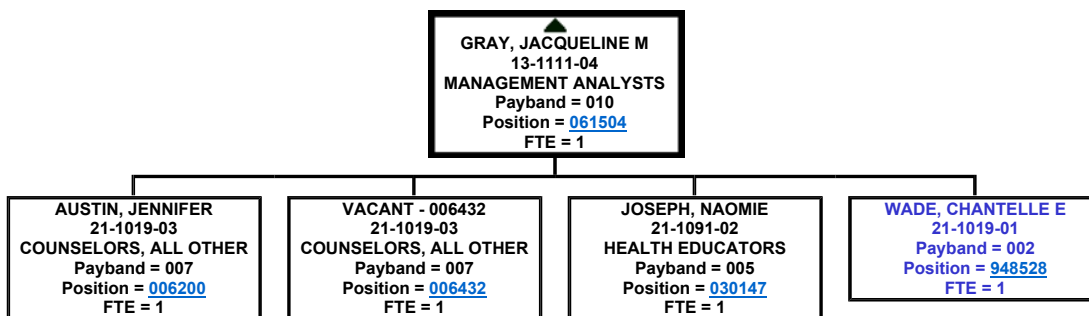 GRAY, JACQUELINE M
13-1111-04
MANAGEMENT ANALYSTS
Payband = 010
Position = 061504
FTE = 1
AUSTIN, JENNIFER
21-1019-03
COUNSELORS, ALL OTHER
Payband = 007
Position = 006200
FTE = 1
VACANT - 006432
21-1019-03
COUNSELORS, ALL OTHER
Payband = 007
Position = 006432
FTE = 1
JOSEPH, NAOMIE
21-1091-02
HEALTH EDUCATORS
Payband = 005
Position = 030147
FTE = 1
WADE, CHANTELLE E
21-1019-01
Payband = 002
Position = 948528
FTE = 1